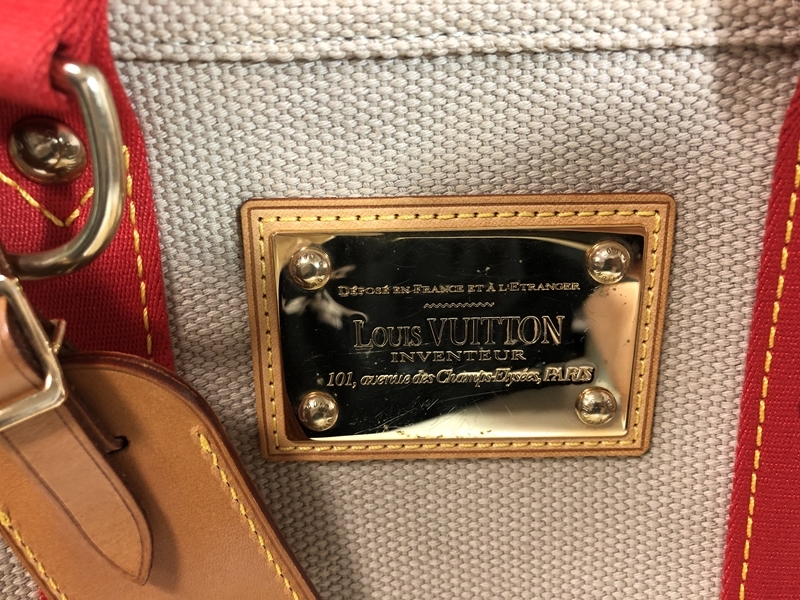 DÉPOSÉ EN FRANCE ET À L'ETRANGER
LOUIS VUITTON
INVENTEUR
101, avenue des Champs-Elysées, PARIS